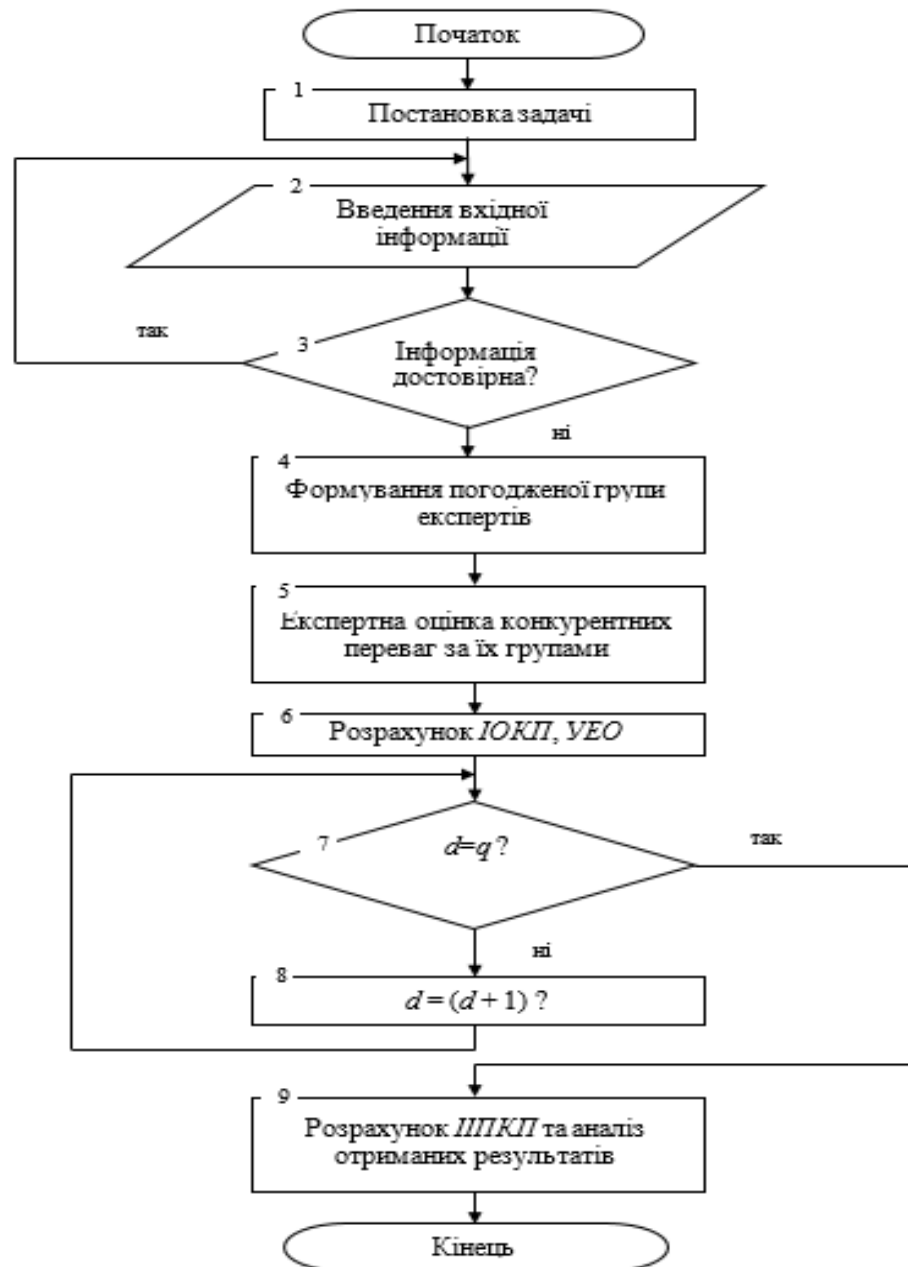 Початок
1
Постановка задачі
2
Введення вхідної
інформації
так
3
Інформація
достовірна?
ні
4
Формування погодженої групи
експертів
5
Експертна оцінка конкурентних
переваг за їх групами
6
Розрахунок ІОКП, УЕО
7
d=q ?
так
ні
8
d = (d + 1) ?
9
Розрахунок ІІПКП та аналіз
отриманих результатів
Кінець